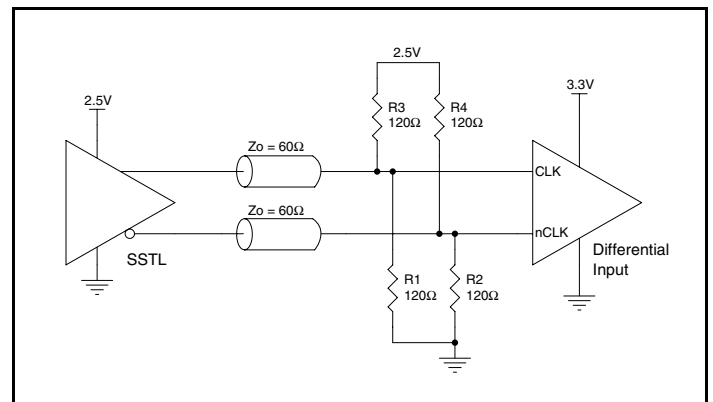 2.5V
2.5V
3.3V
R3
120Ω
R4
120Ω
Zo = 60Ω
CLK
Zo = 60Ω
nCLK
SSTL
Differential
Input
R1
120Ω
R2
120Ω